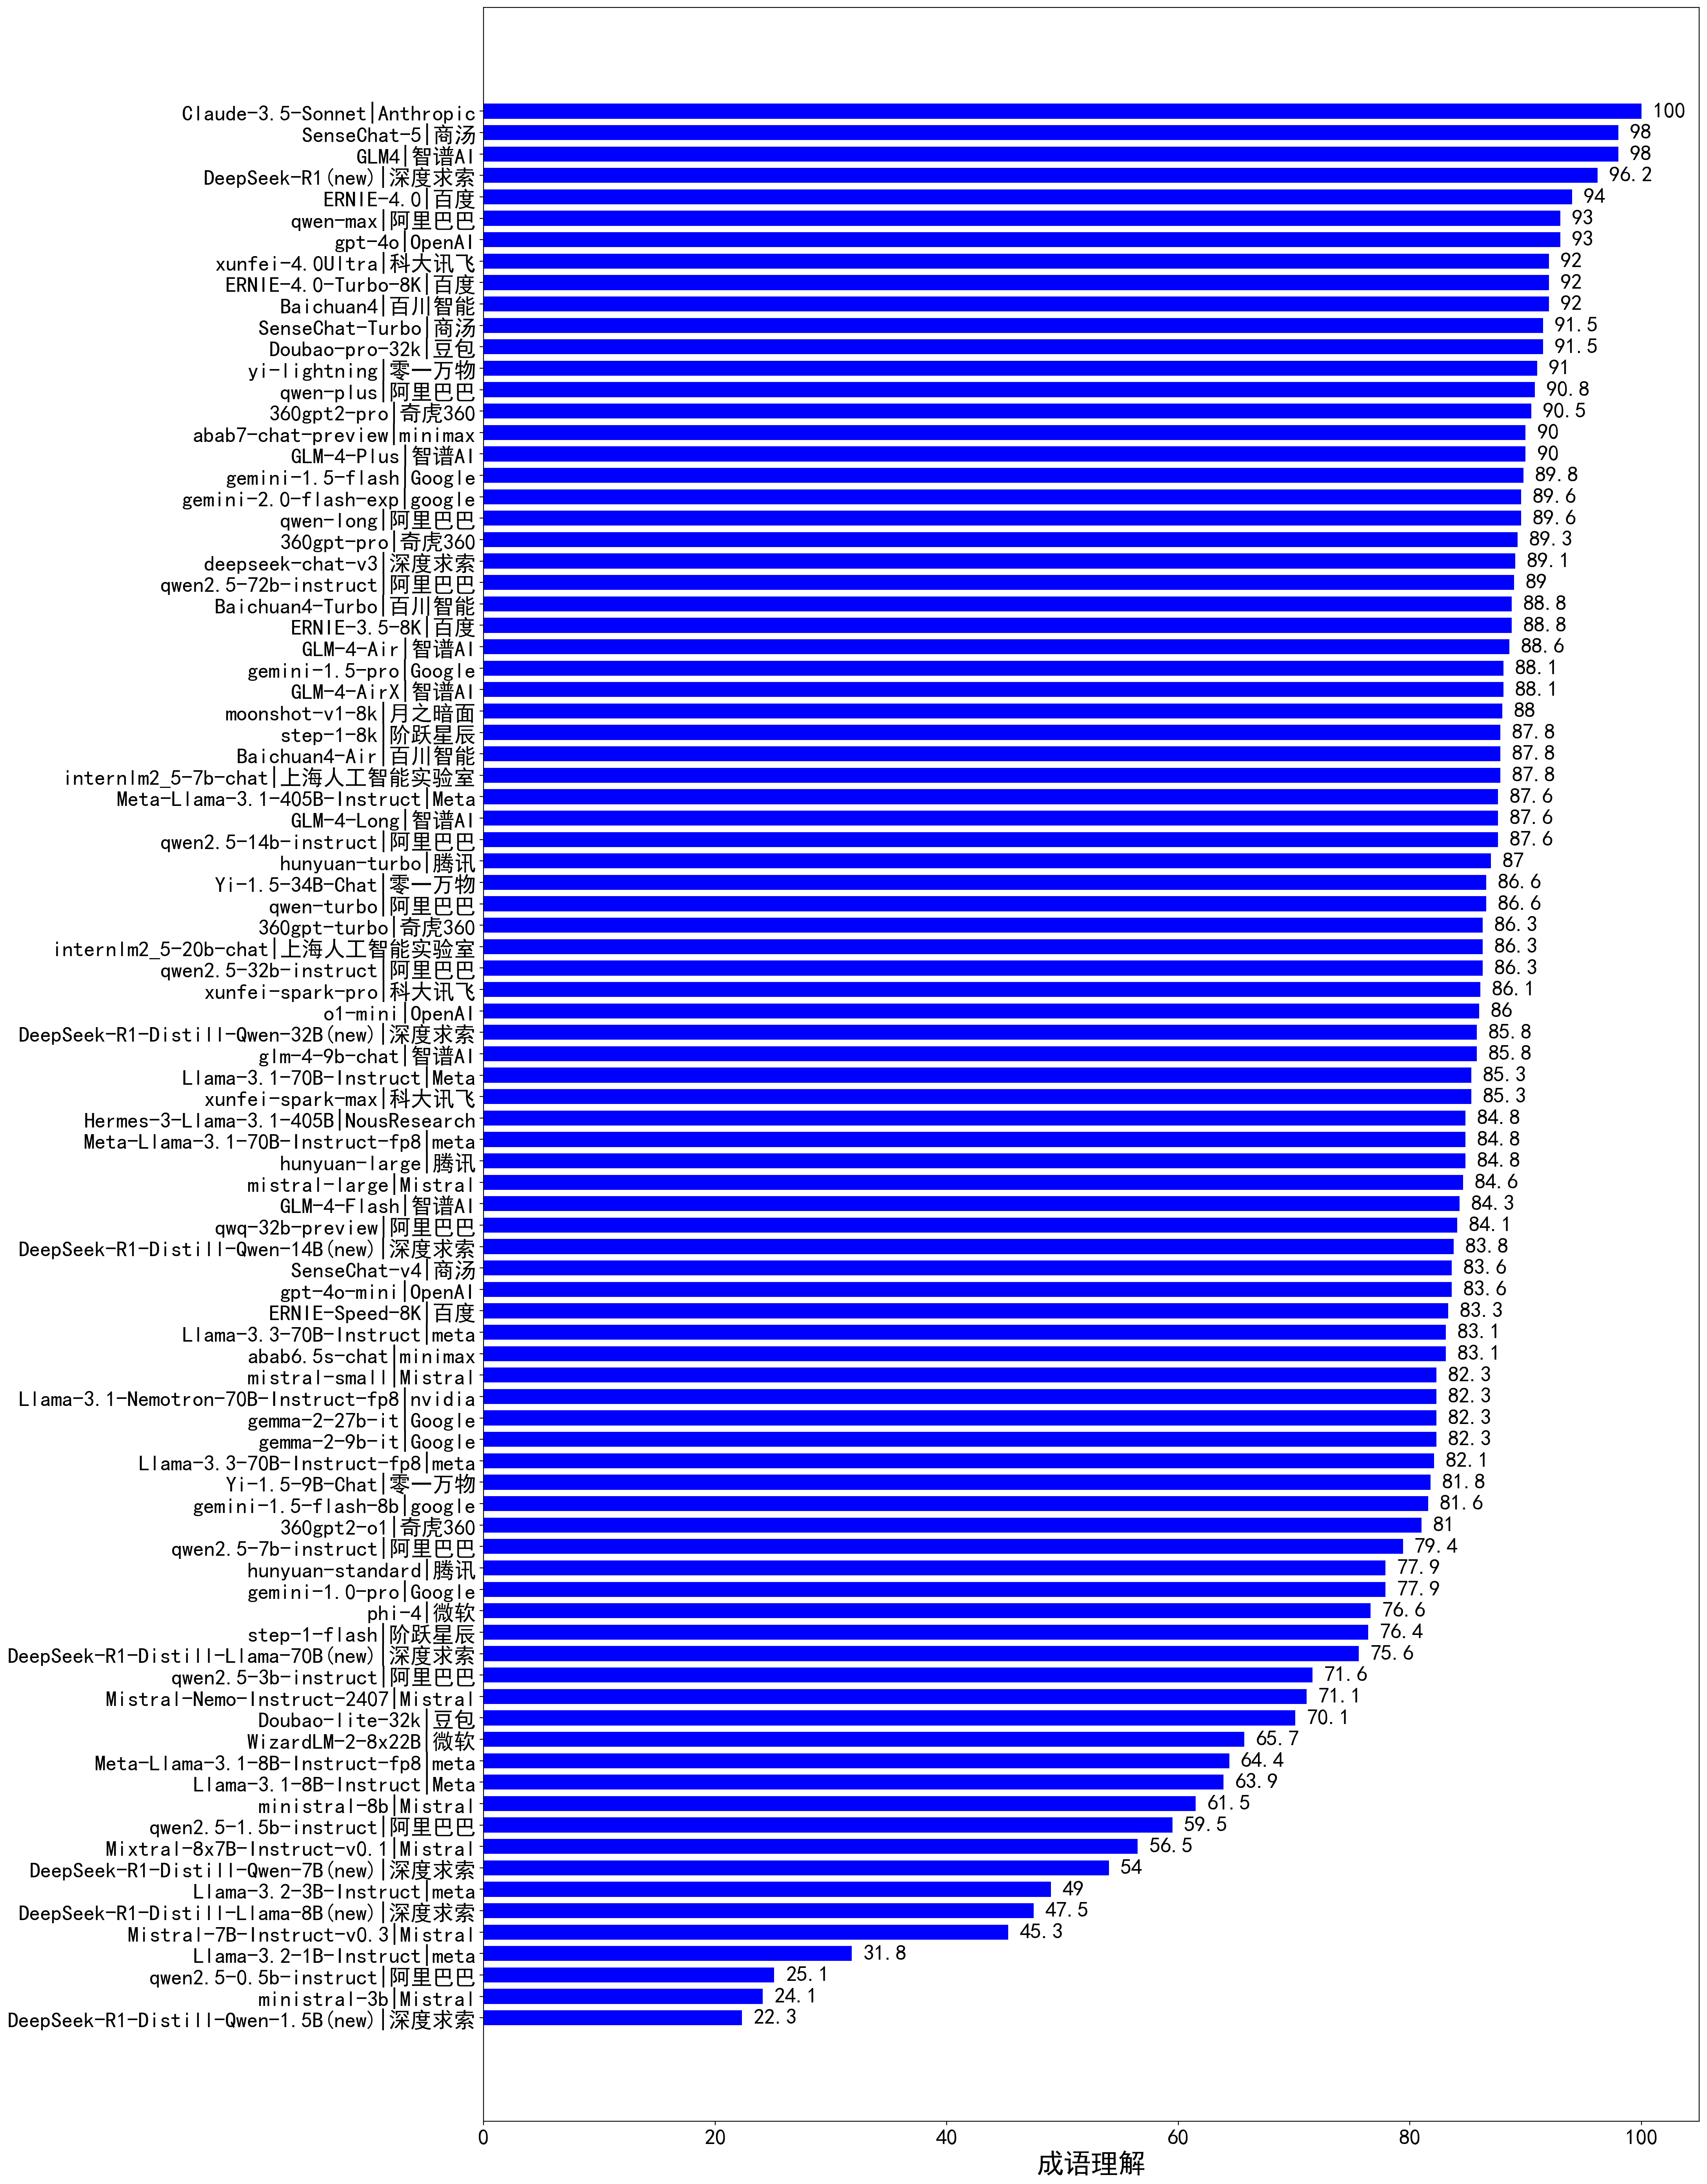 Claude-3.5-Sonnet|Anthropic 100
SenseChat-5|商汤 98
GLM4|智谱AI 98
DeepSeek-R1(new)|深度求索 96.2
ERNIE-4.0|百度 94
qwen-max|阿里巴巴 93
gpt-4o|OpenAI 93
xunfei-4.0Ultra|科大讯飞 92
ERNIE-4.0-Turbo-8K|百度 92
Baichuan4|百川智能 92
SenseChat-Turbo|商汤 91.5
Doubao-pro-32k|豆包 91.5
yi-lightning|零一万物 91
qwen-plus|阿里巴巴 90.8
360gpt2-pro|奇虎360 90.5
abab7-chat-preview|minimax 90
GLM-4-Plus|智谱AI 90
gemini-1.5-flash|Google 89.8
gemini-2.0-flash-exp|google 89.6
qwen-long|阿里巴巴 89.6
360gpt-pro|奇虎360 89.3
deepseek-chat-v3|深度求索 89.1
qwen2.5-72b-instruct|阿里巴巴 89
Baichuan4-Turbo|百川智能 88.8
ERNIE-3.5-8K|百度 88.8
GLM-4-Air|智谱AI 88.6
gemini-1.5-pro|Google 88.1
GLM-4-AirX|智谱AI 88.1
moonshot-v1-8k|月之暗面 88
step-1-8k|阶跃星辰 87.8
Baichuan4-Air|百川智能 87.8
internlm2_5-7b-chat|上海人工智能实验室 87.8
Meta-Llama-3.1-405B-Instruct|Meta 87.6
GLM-4-Long|智谱AI 87.6
qwen2.5-14b-instruct|阿里巴巴 87.6
hunyuan-turbo|腾讯 87
Yi-1.5-34B-Chat|零一万物 86.6
qwen-turbo|阿里巴巴 86.6
360gpt-turbo|奇虎360 86.3
internlm2_5-20b-chat|上海人工智能实验室 86.3
qwen2.5-32b-instruct|阿里巴巴 86.3
xunfei-spark-pro|科大讯飞 86.1
o1-mini|OpenAI 86
DeepSeek-R1-Distill-Qwen-32B(new)|深度求索 85.8
glm-4-9b-chat|智谱AI 85.8
Llama-3.1-70B-Instruct|Meta 85.3
xunfei-spark-max|科大讯飞 85.3
Hermes-3-Llama-3.1-405B|NousResearch 84.8
Meta-Llama-3.1-70B-Instruct-fp8|meta 84.8
hunyuan-large|腾讯 84.8
mistral-large|Mistral 84.6
GLM-4-Flash|智谱AI 84.3
qwq-32b-preview|阿里巴巴 84.1
DeepSeek-R1-Distill-Qwen-14B(new)|深度求索 83.8
SenseChat-v4|商汤 83.6
gpt-4o-mini|OpenAI 83.6
ERNIE-Speed-8K|百度 83.3
Llama-3.3-70B-Instruct|meta 83.1
abab6.5s-chat|minimax 83.1
mistral-small|Mistral 82.3
Llama-3.1-Nemotron-70B-Instruct-fp8|nvidia 82.3
gemma-2-27b-it|Google 82.3
gemma-2-9b-it|Google 82.3
Llama-3.3-70B-Instruct-fp8|meta 82.1
Yi-1.5-9B-Chat|零一万物 81.8
gemini-1.5-flash-8b|google 81.6
360gpt2-o1|奇虎360 81
qwen2.5-7b-instruct|阿里巴巴 79.4
hunyuan-standard|腾讯 77.9
gemini-1.0-pro|Google 77.9
phi-4|微软 76.6
step-1-flash|阶跃星辰 76.4
DeepSeek-R1-Distill-Llama-70B(new)|深度求索 75.6
qwen2.5-3b-instruct|阿里巴巴 71.6
Mistral-Nemo-Instruct-2407|Mistral 71.1
Doubao-lite-32k|豆包 70.1
WizardLM-2-8x22B|微软 65.7
Meta-Llama-3.1-8B-Instruct-fp8|meta 64.4
Llama-3.1-8B-Instruct|Meta 63.9
ministral-8b|Mistral 61.5
qwen2.5-1.5b-instruct|阿里巴巴 59.5
Mixtral-8x7B-Instruct-v0.1|Mistral 56.5
DeepSeek-R1-Distill-Qwen-7B(new)|深度求索 54
Llama-3.2-3B-Instruct|meta 49
DeepSeek-R1-Distill-Llama-8B(new)|深度求索 47.5
Mistral-7B-Instruct-v0.3|Mistral 45.3
Llama-3.2-1B-Instruct|meta 31.8
qwen2.5-0.5b-instruct|阿里巴巴 25.1
ministral-3b|Mistral 24.1
DeepSeek-R1-Distill-Qwen-1.5B(new)|深度求索 22.3
0 20 40 60 80 100
成语理解